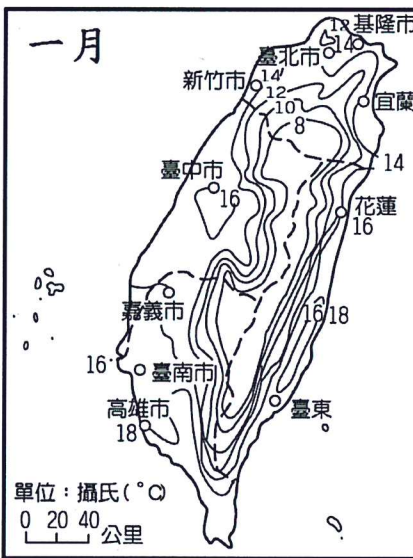 一月
12 基隆市
14
臺北市
新竹市
14
12
10
8
宜蘭
14
臺中市
16
花蓮
16
16
18
嘉義市
16
臺南市
高雄市
18
臺東
單位：攝氏(°C)
0 20 40 公里